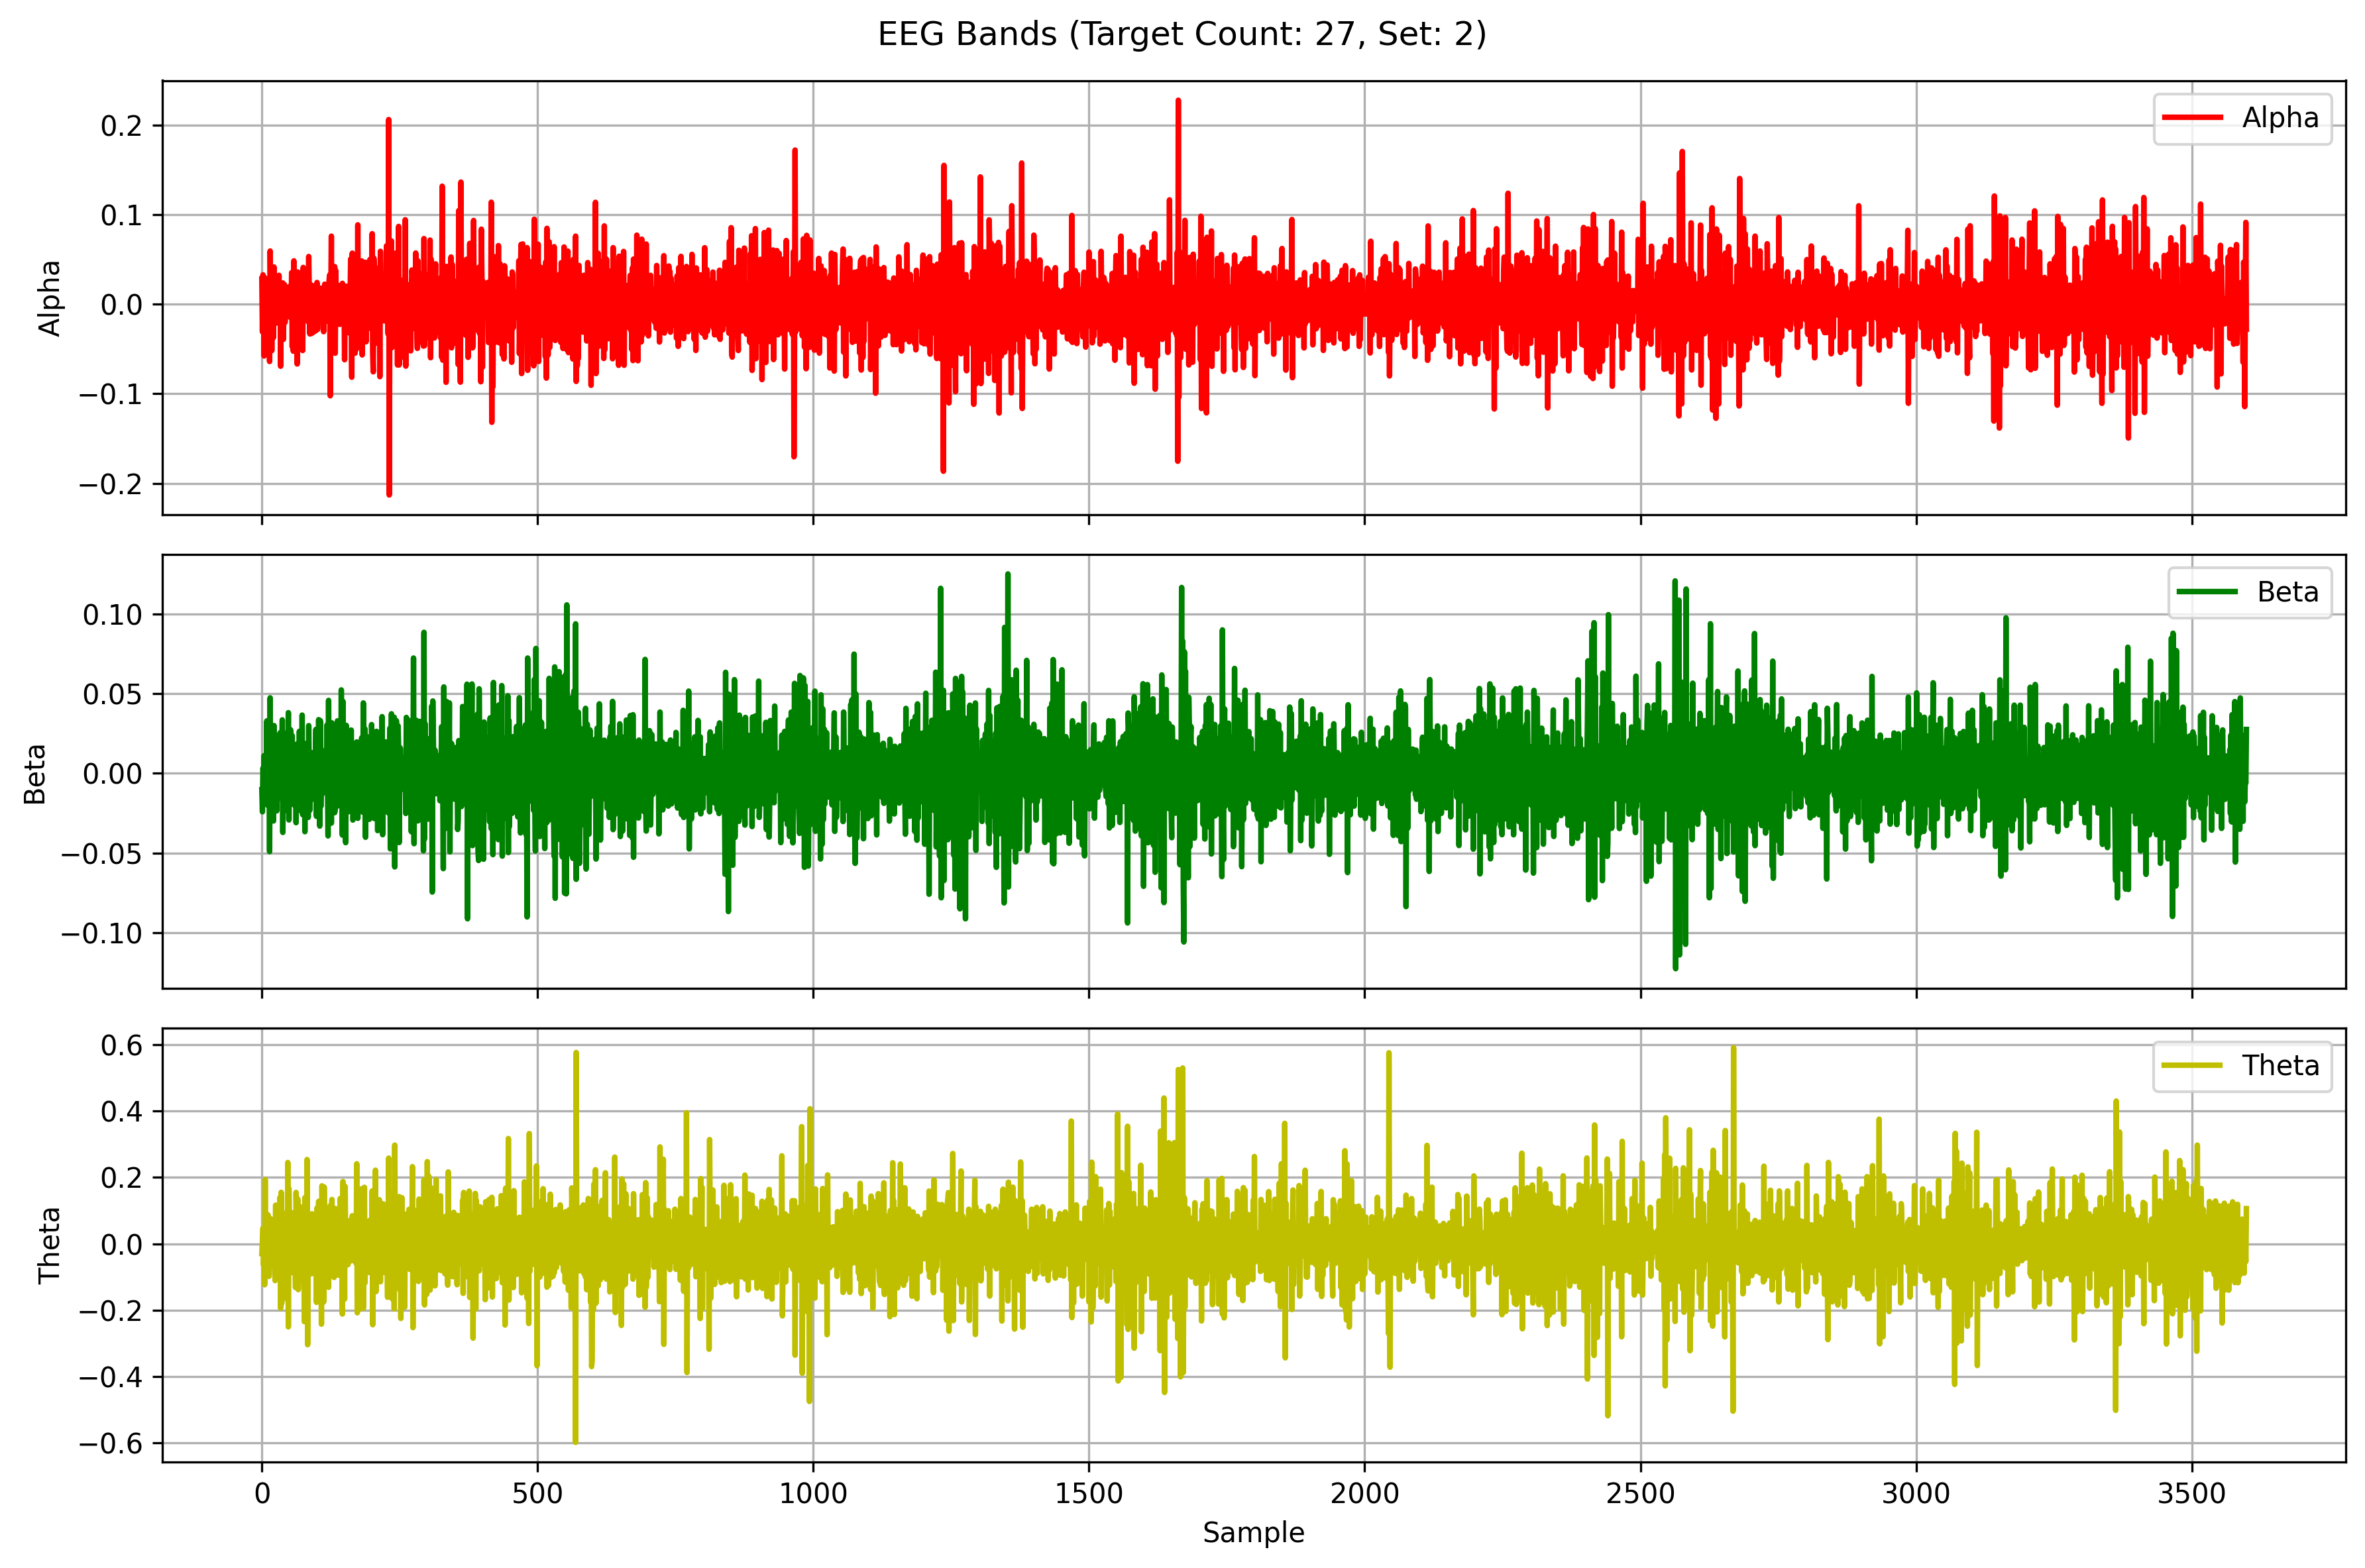 EEG Bands (Target Count: 27, Set: 2)
Alpha
0.2
0.1
0.0
−0.1
−0.2
Alpha
Beta
0.10
0.05
0.00
−0.05
−0.10
Beta
Theta
0.6
0.4
0.2
0.0
−0.2
−0.4
−0.6
Theta
0 500 1000 1500 2000 2500 3000 3500
Sample